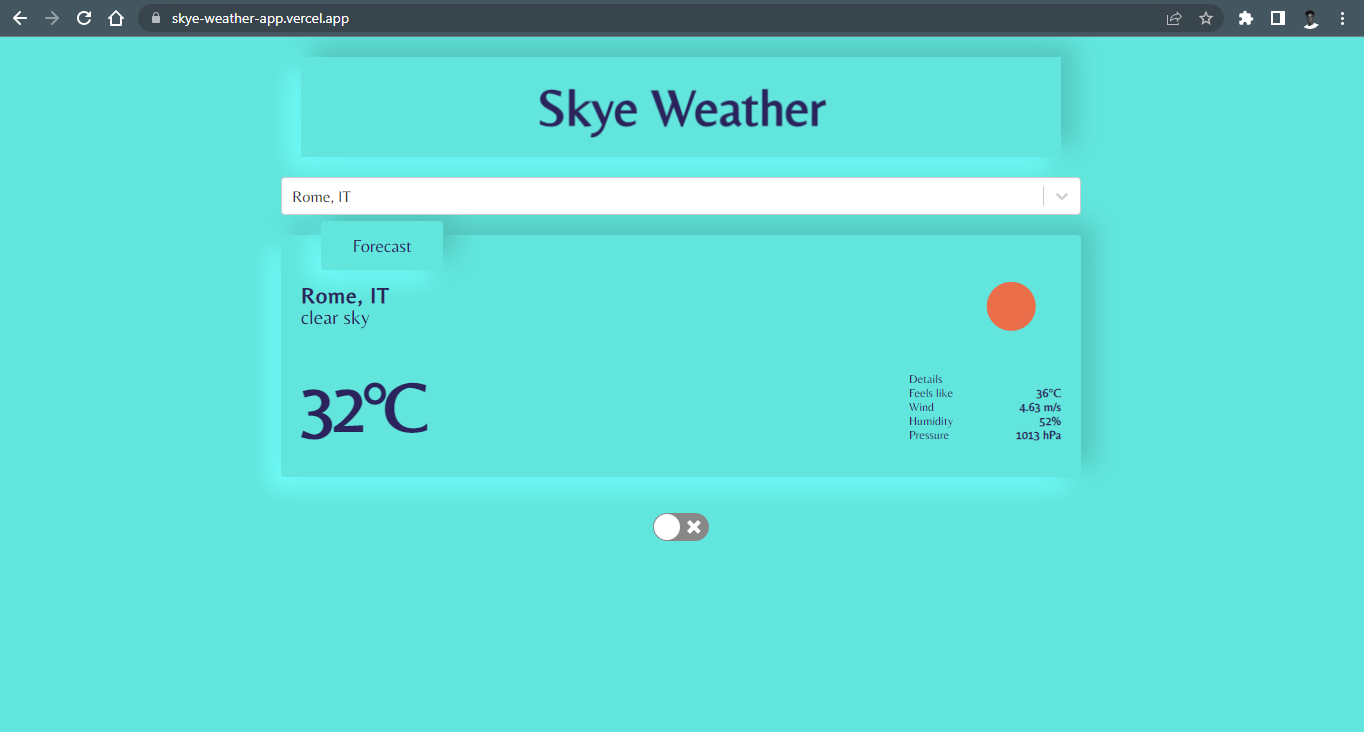 skye-weather-app.vercel.app
Skye Weather
Rome, IT
Forecast
Rome, IT
clear sky
32°C
Details
Feels like 36°C
Wind 4.63 m/s
Humidity 52%
Pressure 1013 hPa